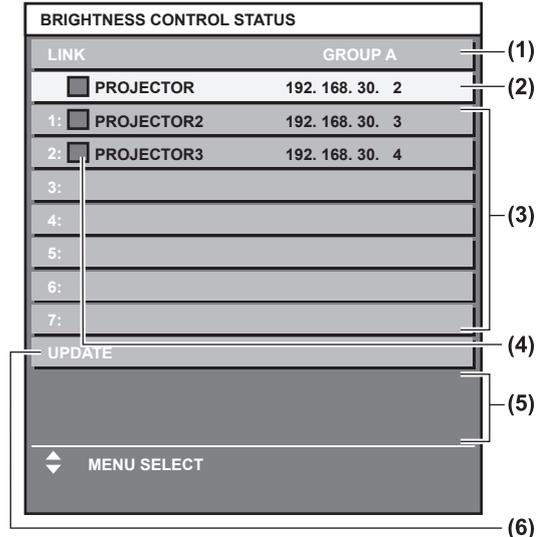 BRIGHTNESS CONTROL STATUS
LINK GROUP A (1)
PROJECTOR 192. 168. 30. 2 (2)
1: PROJECTOR2 192. 168. 30. 3
2: PROJECTOR3 192. 168. 30. 4
3:
(3)
4:
5:
6:
7:
(4)
UPDATE
(5)
MENU SELECT
(6)